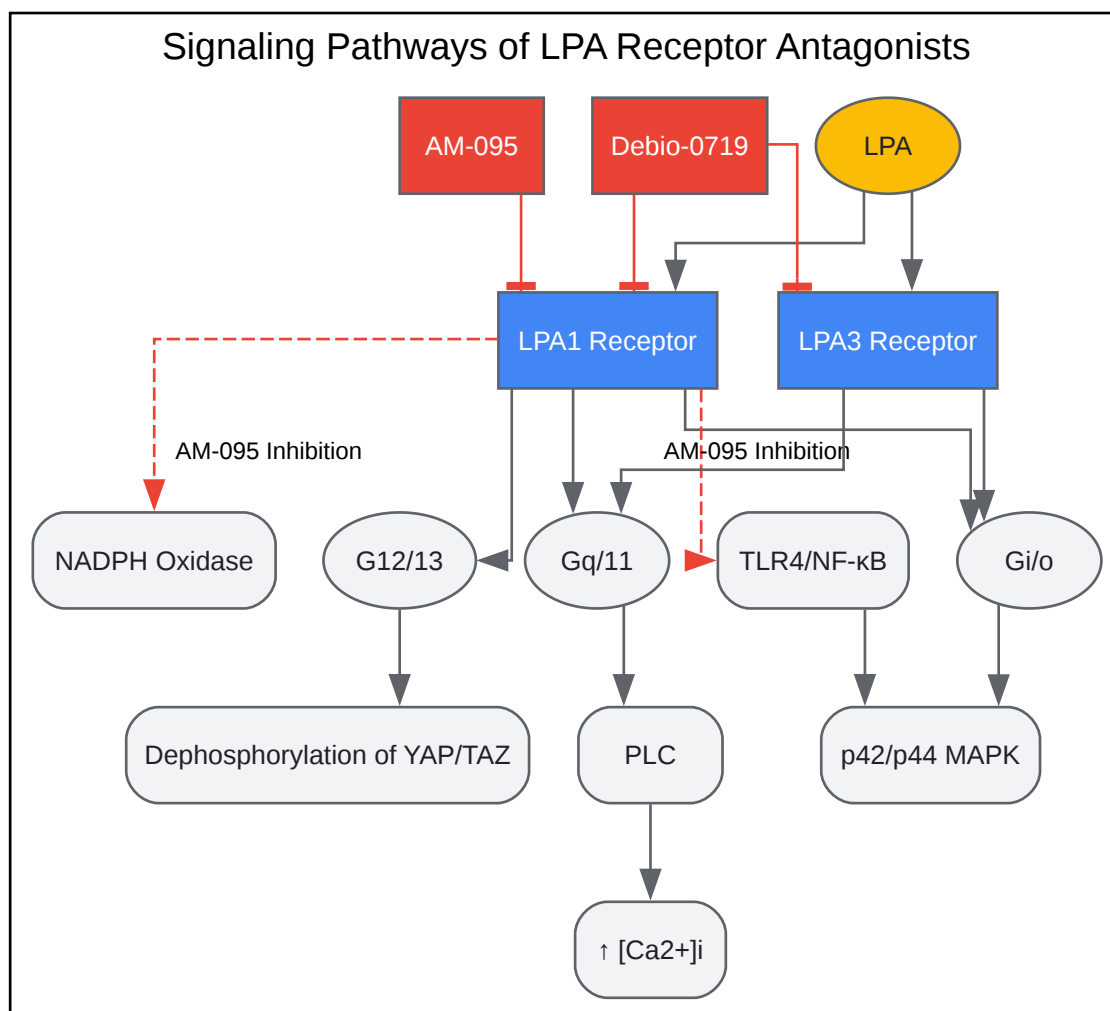 Signaling Pathways of LPA Receptor Antagonists
AM-095
Debio-0719
LPA
LPA1 Receptor
LPA3 Receptor
AM-095 Inhibition
AM-095 Inhibition
NADPH Oxidase
G12/13
Gq/11
TLR4/NF-κB
Gi/o
Dephosphorylation of YAP/TAZ
PLC
p42/p44 MAPK
↑ [Ca2+]i